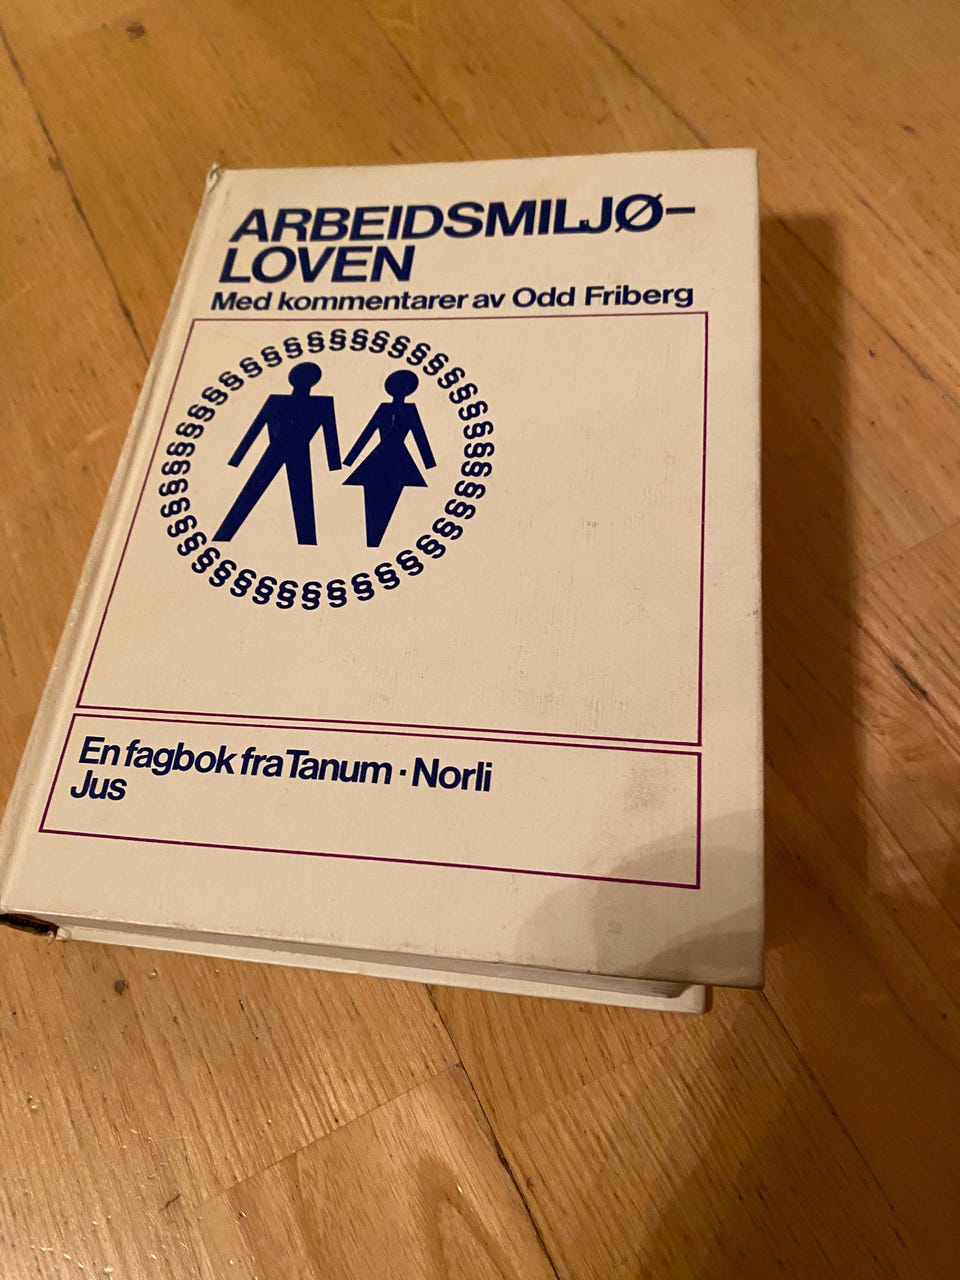 ARBEIDSMILJØ-
LOVEN
Med kommentarer av Odd Friberg
§§§§§§§§§§§§§§§§§§§§§§§§§§§§§§§§§§§§§§§§§§§§
En fagbok fra Tanum · Norli
Jus